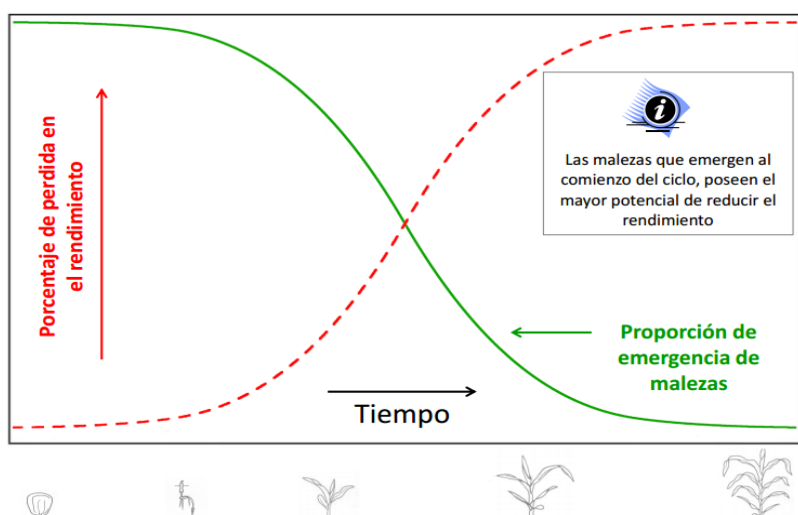 Porcentaje de perdida en
el rendimiento
i
Las malezas que emergen al
comienzo del ciclo, poseen el
mayor potencial de reducir el
rendimiento
Proporción de
emergencia de
malezas
Tiempo